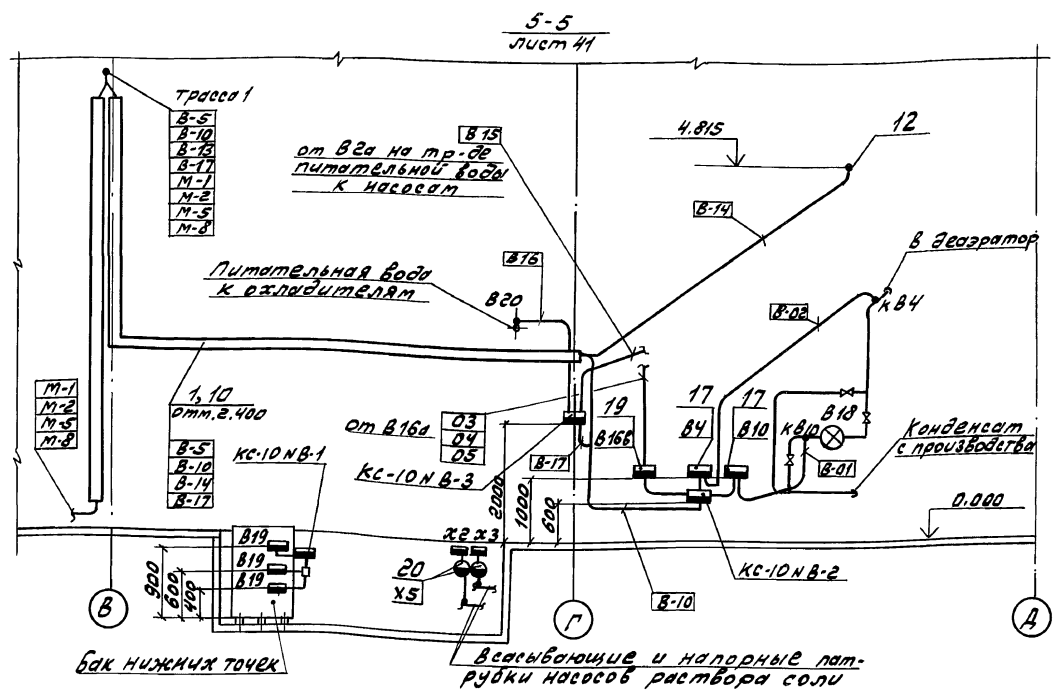 5-5
лист 41
трасса 1
В-5
В-10
В-13
В-17
М-1
М-2
М-5
М-8
В15
от В2а на тр-де
питательной воды
к насосам
4.815
12
В-14
в деаэратор
В16
Питательная вода
к охладителям
В20
кВ4
В-02
М-1
М-2
М-5
М-8
1,10
отм.2.400
В-5
В-10
В-14
В-17
от В16а
03
04
05
19
В16б
17
В4
17
В10
кВ10
В18
В-01
Конденсат
с производства
КС-10 № В-1
КС-10 № В-3
В-17
2000
1000
600
0.000
В19
В19
В19
900
600
400
Х2 Х3
20
Х5
КС-10 № В-2
В-10
В
Г
Д
Бак нижних точек
Всасывающие и напорные пат-
рубки насосов раствора соли